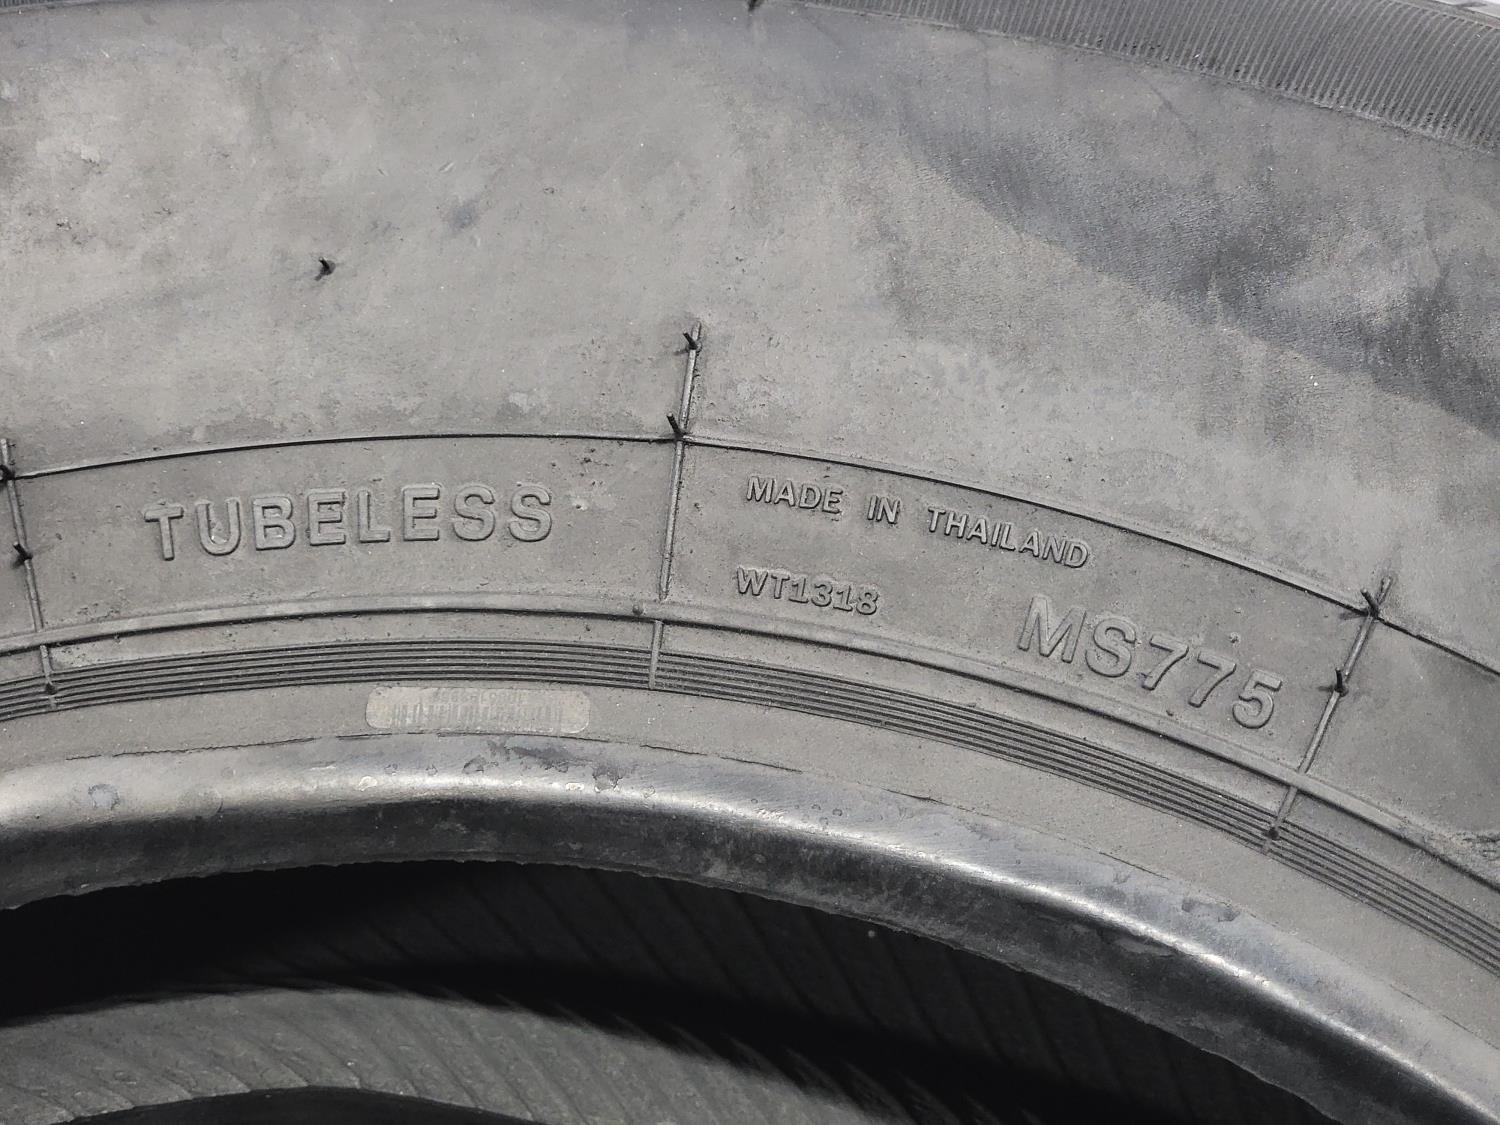 TUBELESS
MADE IN THAILAND
WT1318
MS775